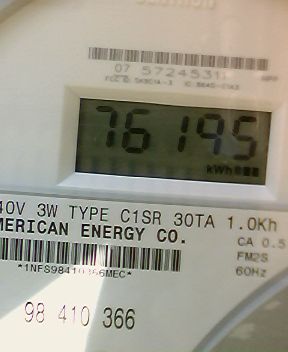 07 5724531
76195
kWh
40V 3W TYPE C1SR 30TA 1.0Kh
MERICAN ENERGY CO.
CA 0.5
FM2S
*1NFS98410366MEC*
60Hz
98 410 366